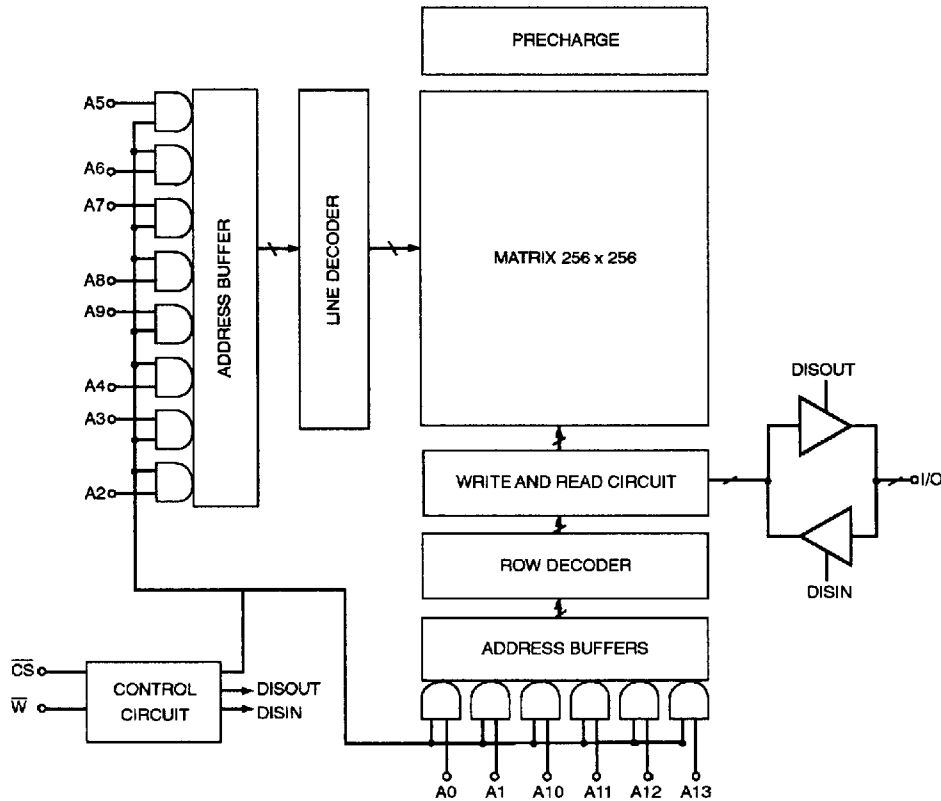 PRECHARGE
A5
A6
A7
A8
A9
A4
A3
A2
ADDRESS BUFFER
LINE DECODER
MATRIX 256 x 256
DISOUT
WRITE AND READ CIRCUIT
I/O
ROW DECODER
DISIN
ADDRESS BUFFERS
C̅S̅
W̅
CONTROL
CIRCUIT
DISOUT
DISIN
A0 A1 A10 A11 A12 A13